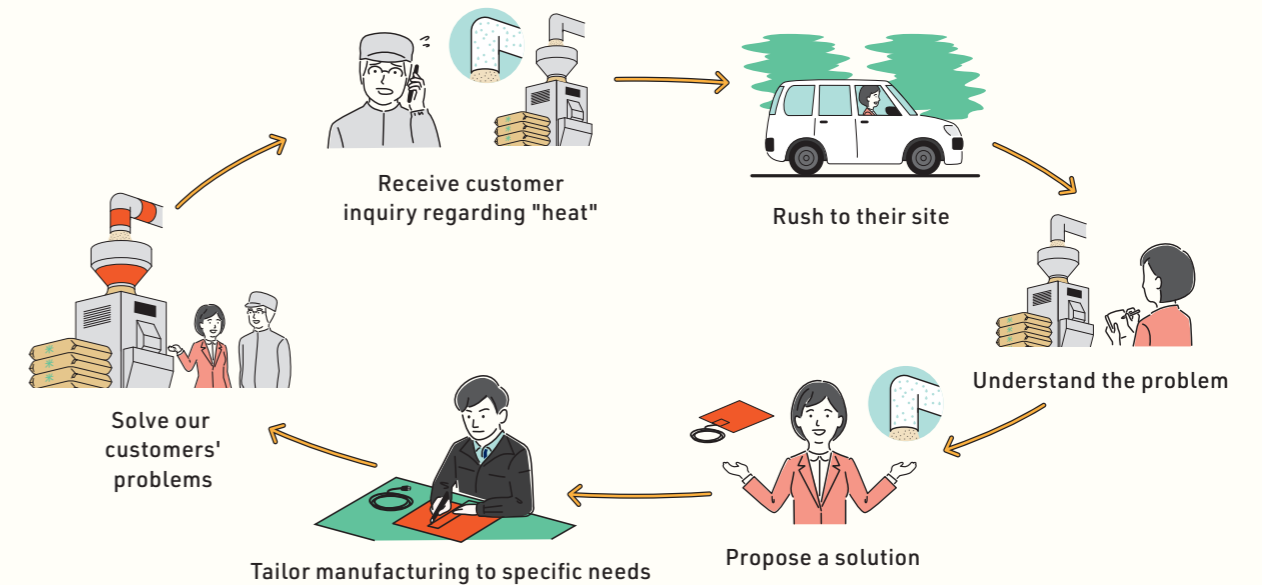 Receive customer
inquiry regarding "heat"
Rush to their site
Understand the problem
Propose a solution
Tailor manufacturing to specific needs
Solve our
customers'
problems